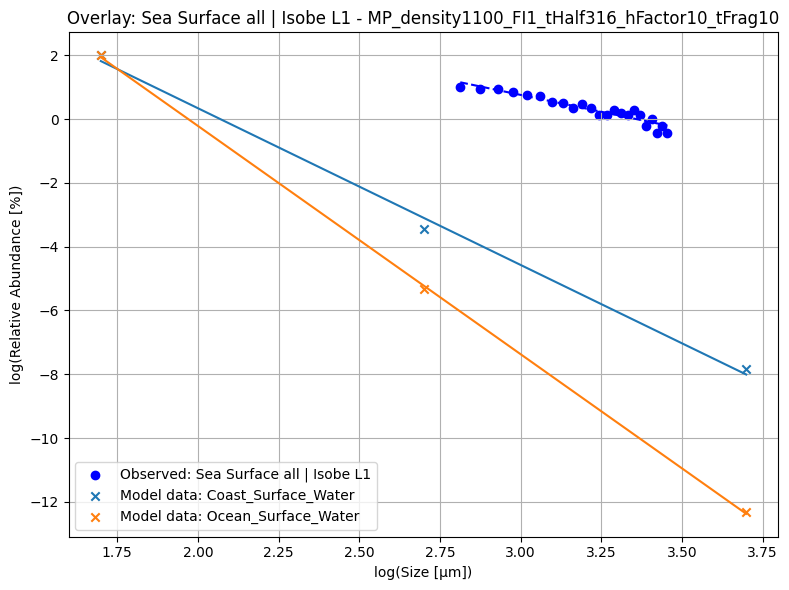 Overlay: Sea Surface all | Isobe L1 - MP_density1100_FI1_tHalf316_hFactor10_tFrag10
log(Relative Abundance [%])
2
0
−2
−4
−6
−8
−10
−12
Observed: Sea Surface all | Isobe L1
Model data: Coast_Surface_Water
Model data: Ocean_Surface_Water
1.75 2.00 2.25 2.50 2.75 3.00 3.25 3.50 3.75
log(Size [µm])